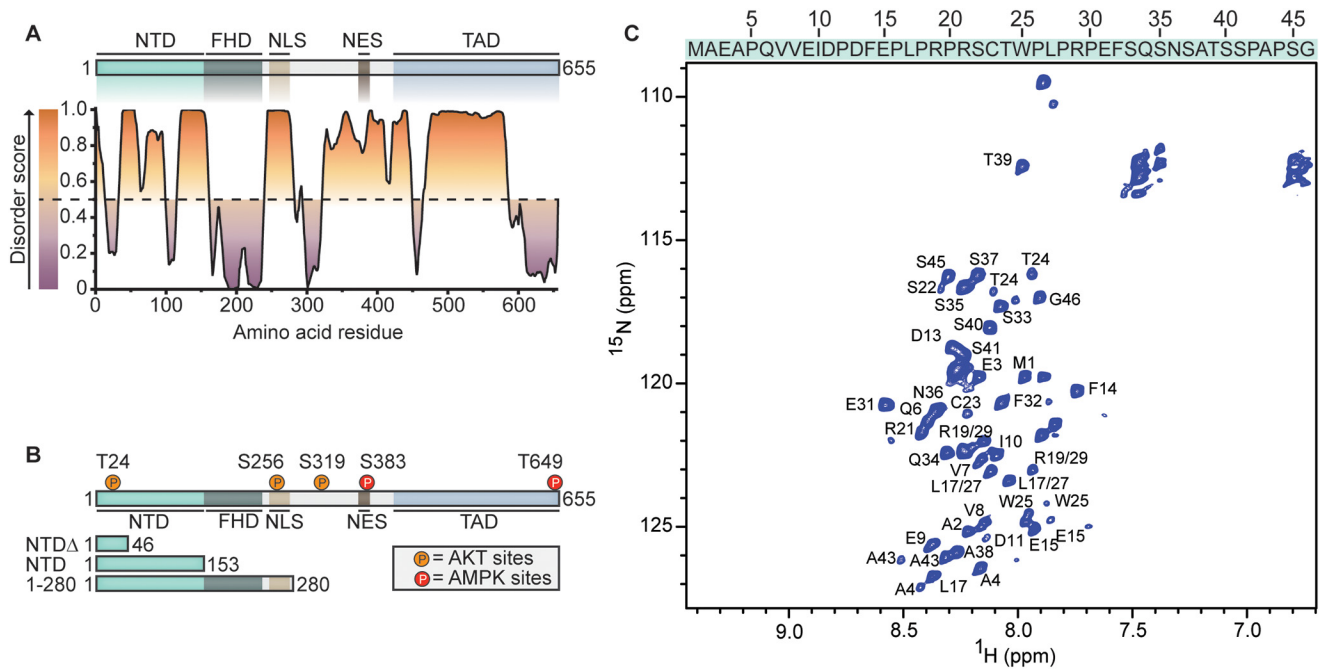 A
NTD FHD NLS NES TAD
1 655
Disorder score
1.0
0.8
0.6
0.4
0.2
0
0 100 200 300 400 500 600
Amino acid residue
B
T24 S256 S319 S383 T649
P P P P P
1 655
NTD FHD NLS NES TAD
NTDΔ 1 46
NTD 1 153
1-280 1 280
P = AKT sites
P = AMPK sites
C
5 10 15 20 25 30 35 40 45
MAEAPQVVEIDPDFEPLPRPRSCTWPLPRPEFSQSNSATSSPAPSG
110
T39
115
S45 S37 T24
S22 T24 G46
S35 S33
S40
D13 S41
E3 M1
120
F14
E31 N36 C23 F32
Q6
R21 R19/29 I10
Q34 V7 R19/29
L17/27 L17/27
W25 W25
V8
125
A2 D11 E15 E15
E9 A38
A43 A43
A4 L17 A4
15N (ppm)
9.0 8.5 8.0 7.5 7.0
1H (ppm)